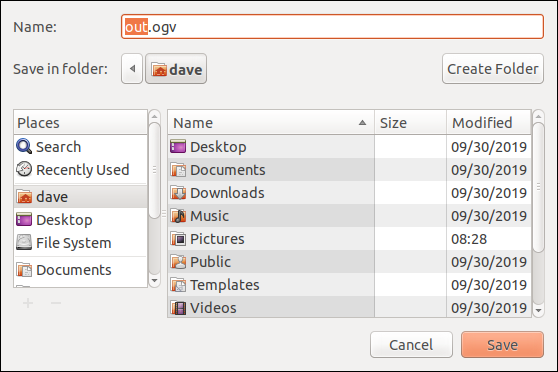 Name: out.ogv
Save in folder: dave Create Folder
Places Name Size Modified
Search Desktop 09/30/2019
Recently Used Documents 09/30/2019
Downloads 09/30/2019
dave Music 09/30/2019
Desktop Pictures 08:28
File System Public 09/30/2019
Documents Templates 09/30/2019
Videos 09/30/2019
Cancel Save